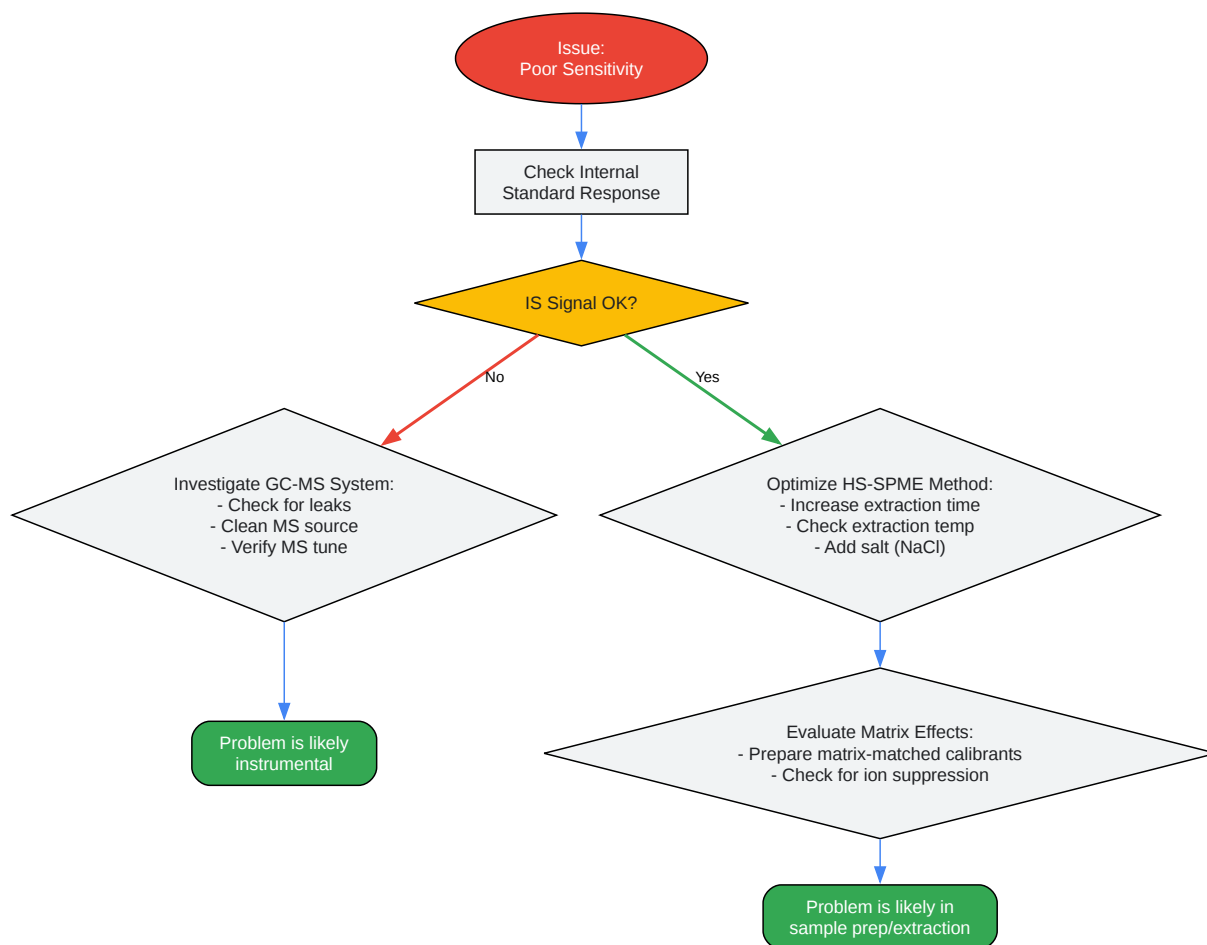 Issue:
Poor Sensitivity
Check Internal
Standard Response
IS Signal OK?
No
Yes
Investigate GC-MS System:
- Check for leaks
- Clean MS source
- Verify MS tune
Optimize HS-SPME Method:
- Increase extraction time
- Check extraction temp
- Add salt (NaCl)
Problem is likely
instrumental
Evaluate Matrix Effects:
- Prepare matrix-matched calibrants
- Check for ion suppression
Problem is likely in
sample prep/extraction